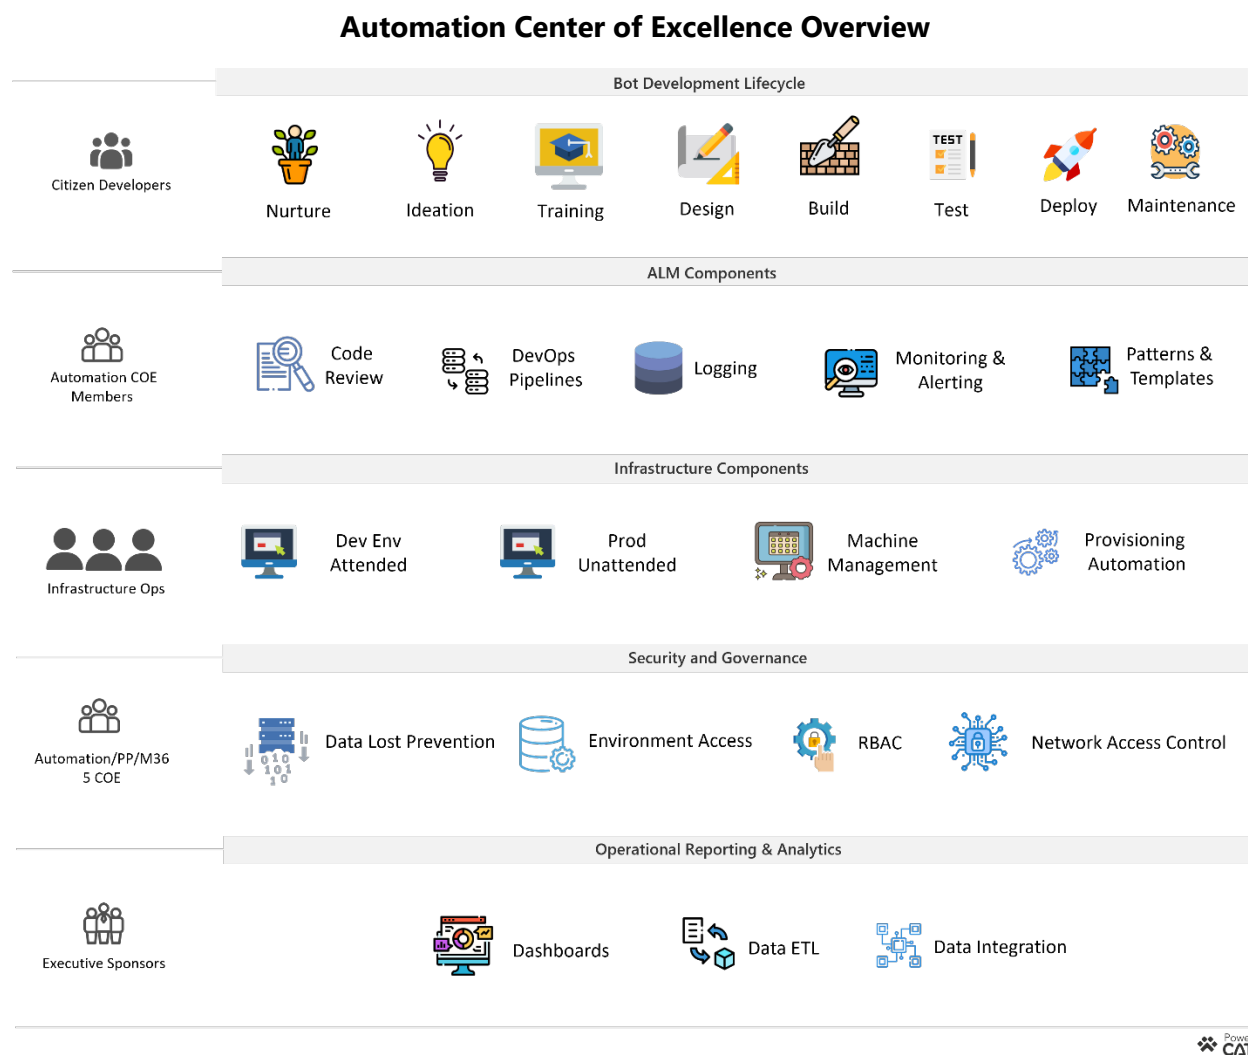 Automation Center of Excellence Overview
Bot Development Lifecycle
Citizen Developers
Nurture
Ideation
Training
Design
Build
TEST
Test
Deploy
Maintenance
ALM Components
Automation COE
Members
Code
Review
DevOps
Pipelines
Logging
Monitoring &
Alerting
Patterns &
Templates
Infrastructure Components
Infrastructure Ops
Dev Env
Attended
Prod
Unattended
Machine
Management
Provisioning
Automation
Security and Governance
Automation/PP/M36
5 COE
Data Lost Prevention
Environment Access
RBAC
Network Access Control
Operational Reporting & Analytics
Executive Sponsors
Dashboards
Data ETL
Data Integration